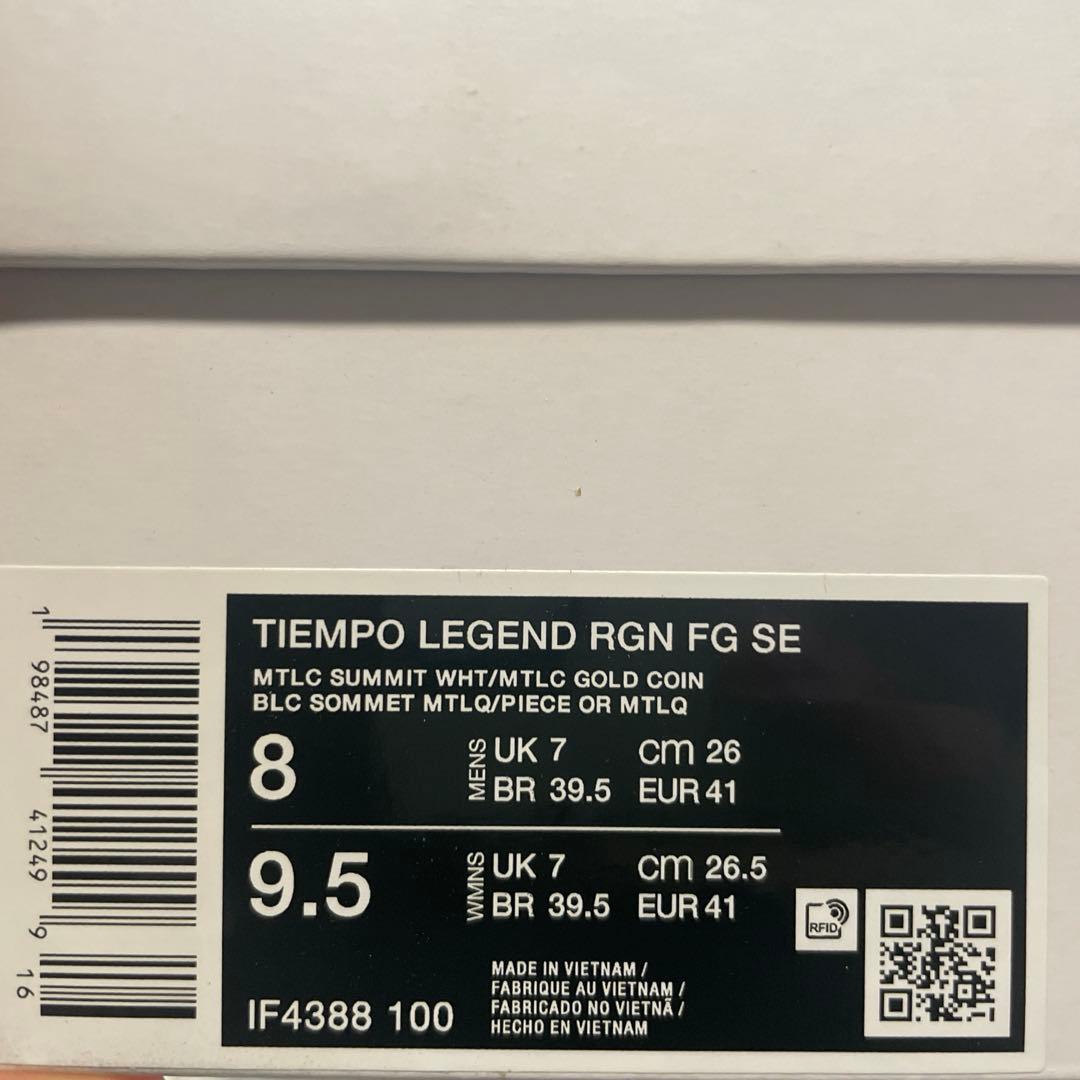 TIEMPO LEGEND RGN FG SE
MTLC SUMMIT WHT/MTLC GOLD COIN
BLC SOMMET MTLQ/PIECE OR MTLQ
8
MENS
UK 7 cm 26
BR 39.5 EUR 41
9.5
WMNS
UK 7 cm 26.5
BR 39.5 EUR 41
RFID
IF4388 100
MADE IN VIETNAM /
FABRIQUE AU VIETNAM /
FABRICADO NO VIETNÃ /
HECHO EN VIETNAM
1 98487 41249 9 16